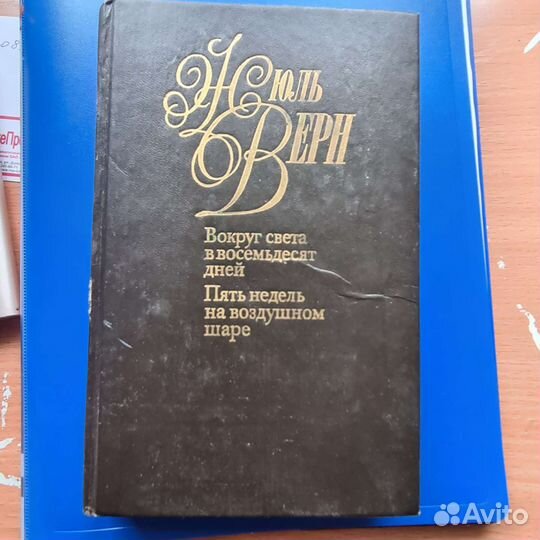 Жюль
Верн
Вокруг света
в восемьдесят
дней
Пять недель
на воздушном
шаре
Avito